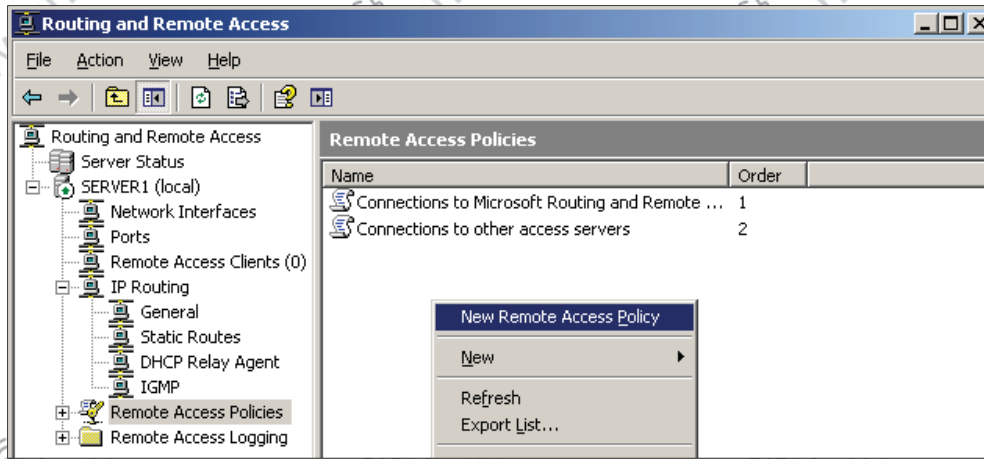 Routing and Remote Access
File Action View Help
Routing and Remote Access
Server Status
SERVER1 (local)
Network Interfaces
Ports
Remote Access Clients (0)
IP Routing
General
Static Routes
DHCP Relay Agent
IGMP
Remote Access Policies
Remote Access Logging
Remote Access Policies
Name Order
Connections to Microsoft Routing and Remote ... 1
Connections to other access servers 2
New Remote Access Policy
New
Refresh
Export List...